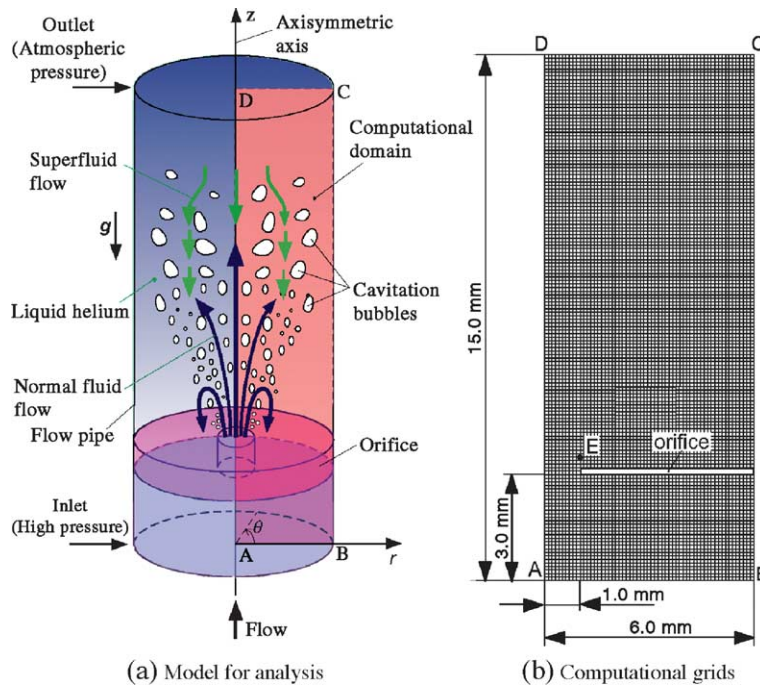 Outlet
(Atmospheric
pressure)
z
Axisymmetric
axis
D
C
Superfluid
flow
Computational
domain
g
Liquid helium
Cavitation
bubbles
Normal fluid
flow
Flow pipe
Orifice
Inlet
(High pressure)
θ
A
B
r
Flow
(a) Model for analysis
D
C
15.0 mm
E
orifice
3.0 mm
A
B
1.0 mm
6.0 mm
(b) Computational grids